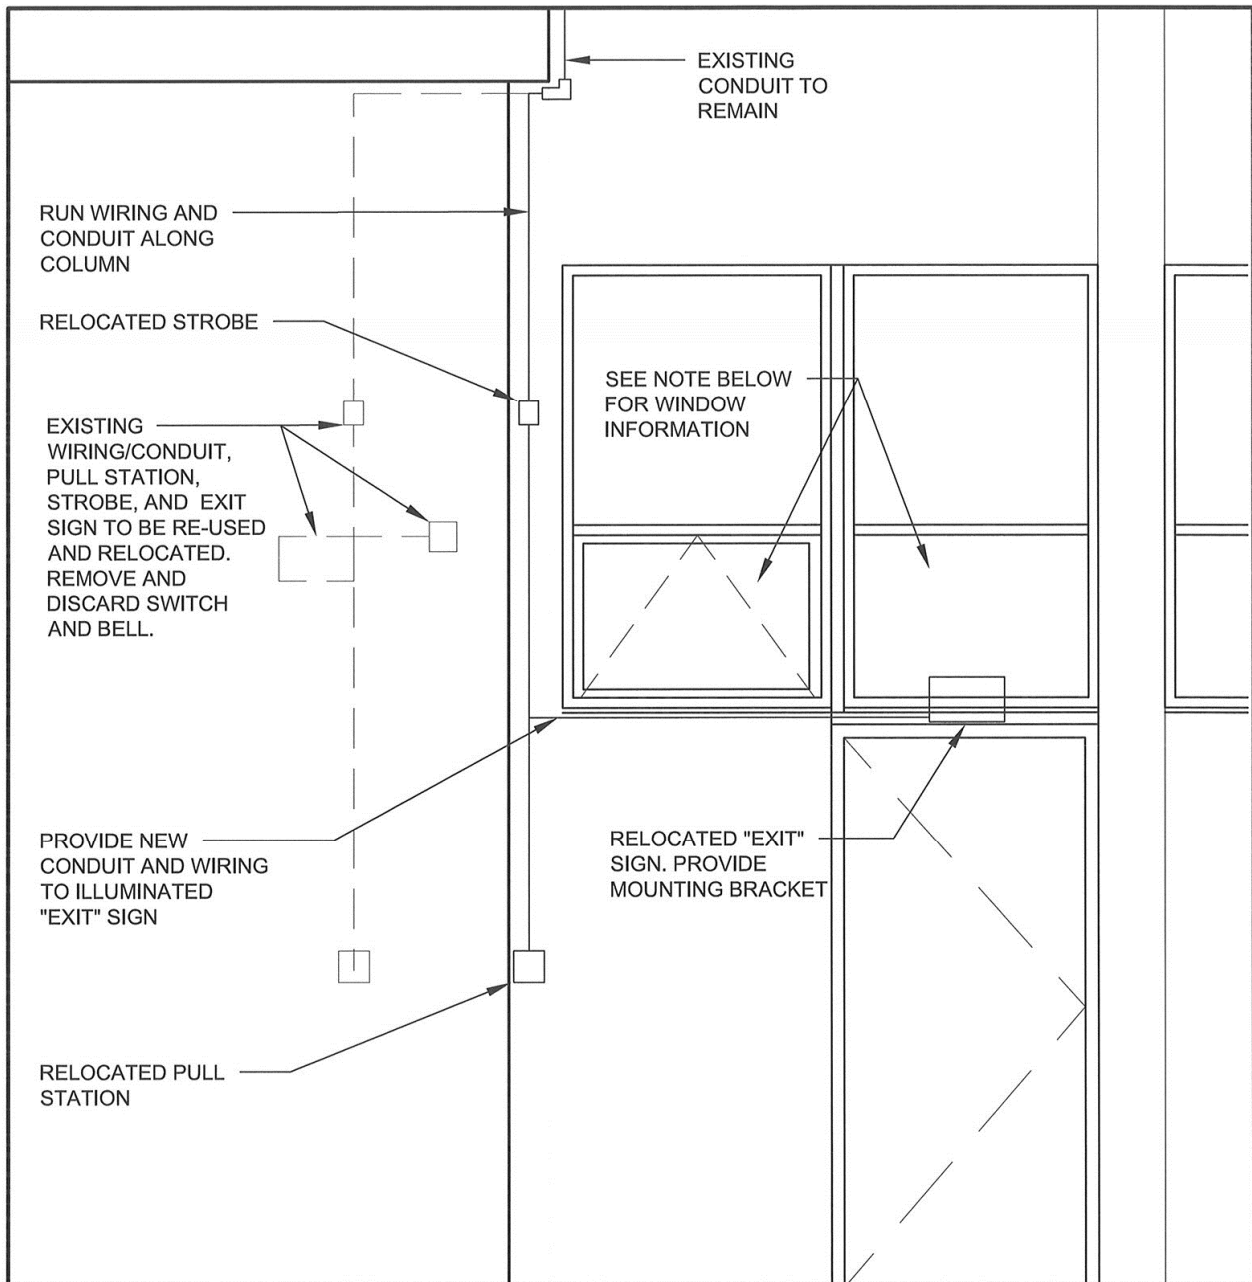 EXISTING
CONDUIT TO
REMAIN
RUN WIRING AND
CONDUIT ALONG
COLUMN
RELOCATED STROBE
SEE NOTE BELOW
FOR WINDOW
INFORMATION
EXISTING
WIRING/CONDUIT,
PULL STATION,
STROBE, AND EXIT
SIGN TO BE RE-USED
AND RELOCATED.
REMOVE AND
DISCARD SWITCH
AND BELL.
PROVIDE NEW
CONDUIT AND WIRING
TO ILLUMINATED
"EXIT" SIGN
RELOCATED "EXIT"
SIGN. PROVIDE
MOUNTING BRACKET
RELOCATED PULL
STATION